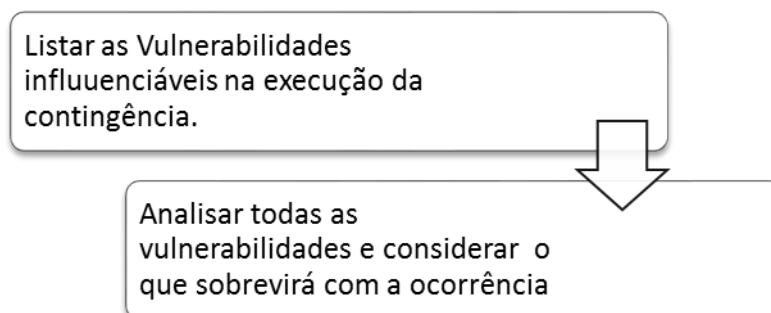 Listar as Vulnerabilidades
influuenciáveis na execução da
contingência.
Analisar todas as
vulnerabilidades e considerar o
que sobrevirá com a ocorrência